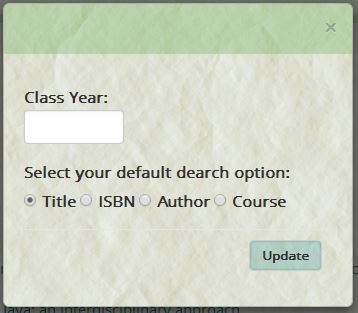 ×
Class Year:
Select your default dearch option:
Title ISBN Author Course
Update
Java: an interdisciplinary approach